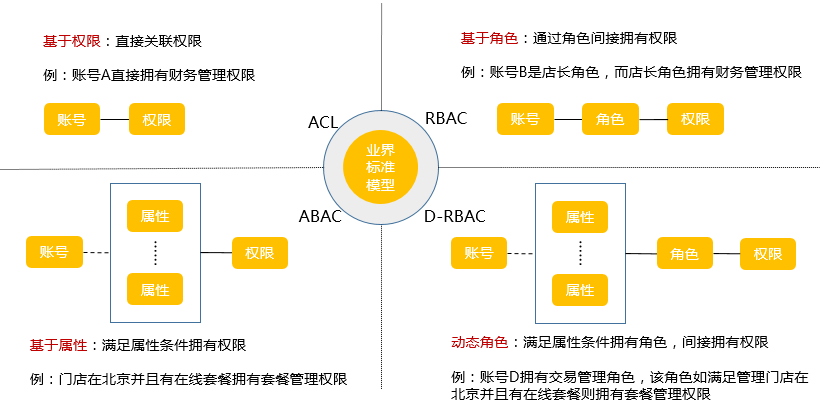 基于权限：直接关联权限
例：账号A直接拥有财务管理权限
账号
权限
ACL
基于角色：通过角色间接拥有权限
例：账号B是店长角色，而店长角色拥有财务管理权限
账号
角色
权限
RBAC
业界
标准
模型
ABAC
属性
账号
权限
属性
基于属性：满足属性条件拥有权限
例：门店在北京并且有在线套餐拥有套餐管理权限
D-RBAC
属性
账号
角色
权限
属性
动态角色：满足属性条件拥有角色，间接拥有权限
例：账号D拥有交易管理角色，该角色如满足管理门店在
北京并且有在线套餐则拥有套餐管理权限